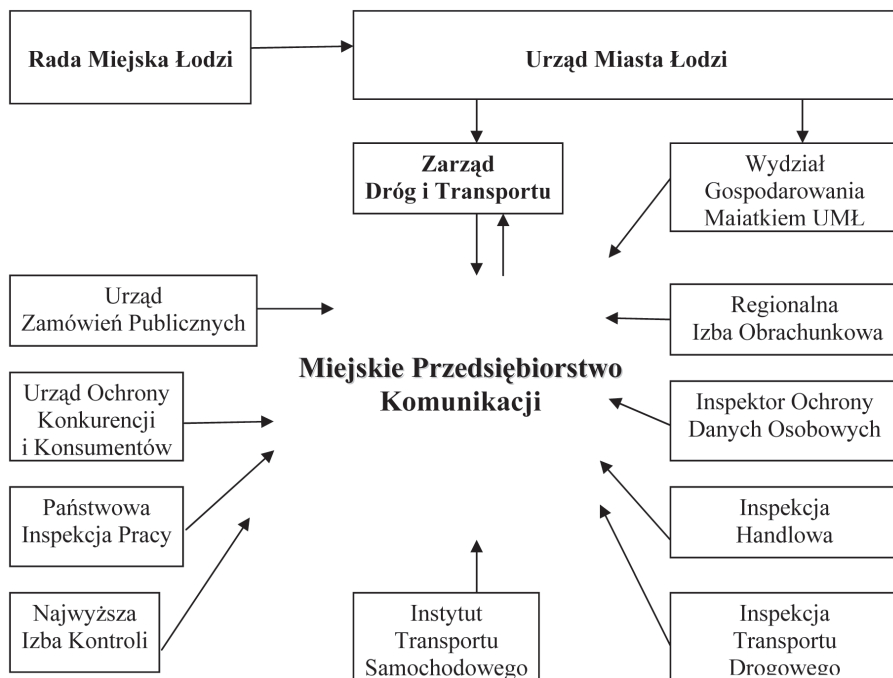 Rada Miejska Łodzi
Urząd Miasta Łodzi
Zarząd
Dróg i Transportu
Wydział
Gospodarowania
Majatkiem UMŁ
Urząd
Zamówień Publicznych
Regionalna
Izba Obrachunkowa
Miejskie Przedsiębiorstwo
Komunikacji
Urząd Ochrony
Konkurencji
i Konsumentów
Inspektor Ochrony
Danych Osobowych
Państwowa
Inspekcja Pracy
Inspekcja
Handlowa
Najwyższa
Izba Kontroli
Instytut
Transportu
Samochodowego
Inspekcja
Transportu
Drogowego